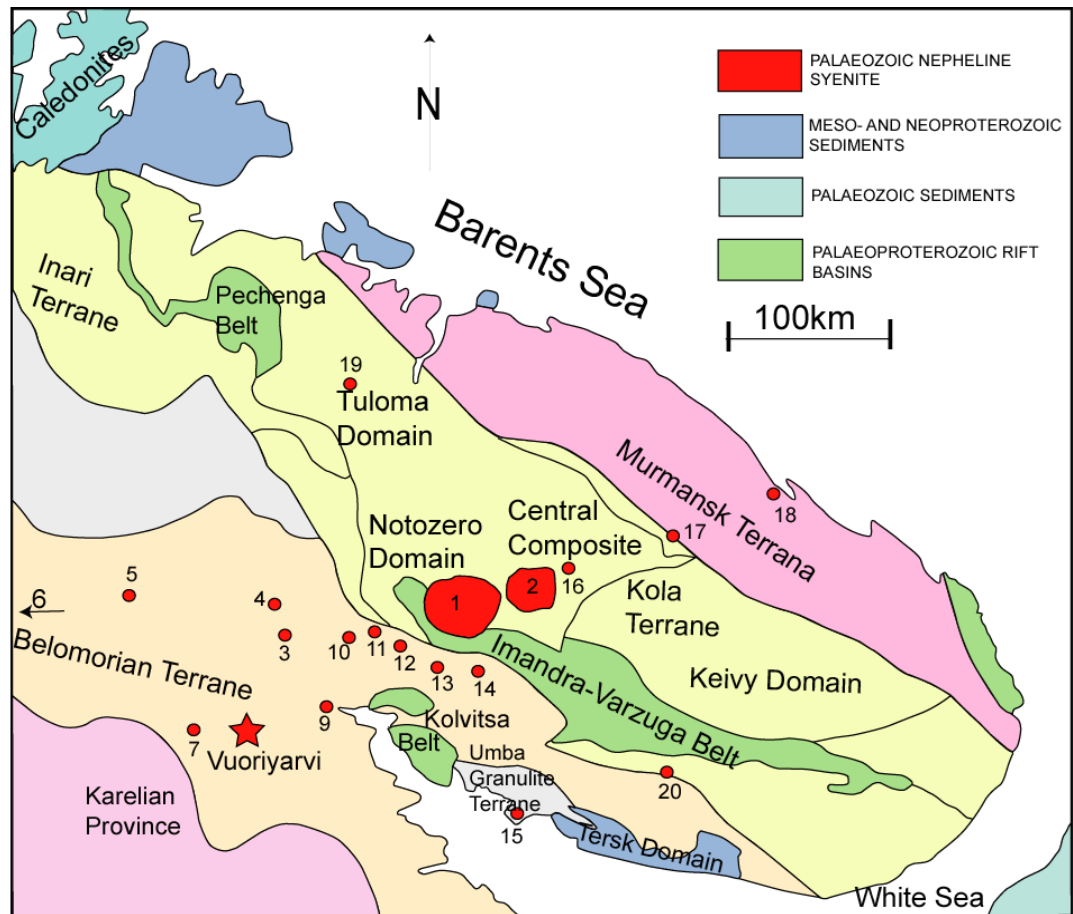 Caledonites
N
PALAEOZOIC NEPHELINE
SYENITE
MESO- AND NEOPROTEROZOIC
SEDIMENTS
PALAEOZOIC SEDIMENTS
PALAEOPROTEROZOIC RIFT
BASINS
100km
Barents Sea
Inari
Terrane
Pechenga
Belt
19
Tuloma
Domain
Murmansk Terrana
18
17
Notozero
Domain
Central
Composite
16
1
2
Kola
Terrane
Keivy Domain
Imandra-Varzuga Belt
5
6
4
3
10
11
12
13
14
Belomorian Terrane
9
7
Vuoriyarvi
Kolvitsa
Belt
Umba
Granulite
Terrane
15
20
Tersk Domain
Karelian
Province
White Sea